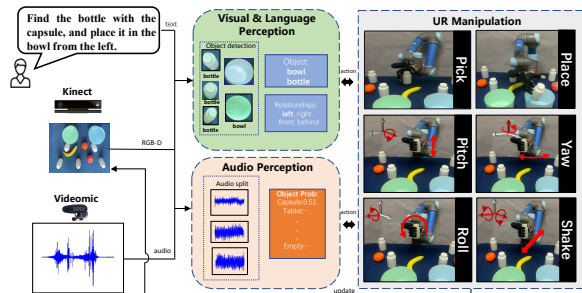 Find the bottle with the
capsule, and place it in
the bowl from the left.
text
Kinect
RGB-D
Videomic
audio
Visual & Language
Perception
Object detection
bottle
bottle
bottle
bowl
Object:
bowl,
bottle
Relationships:
left, right
front, behind
action
Audio Perception
Audio split
Object Prob:
Capsule:0.51
Tablet:···
.
.
.
Empty:···
action
update
UR Manipulation
Pick
Place
Pitch
Yaw
Roll
Shake